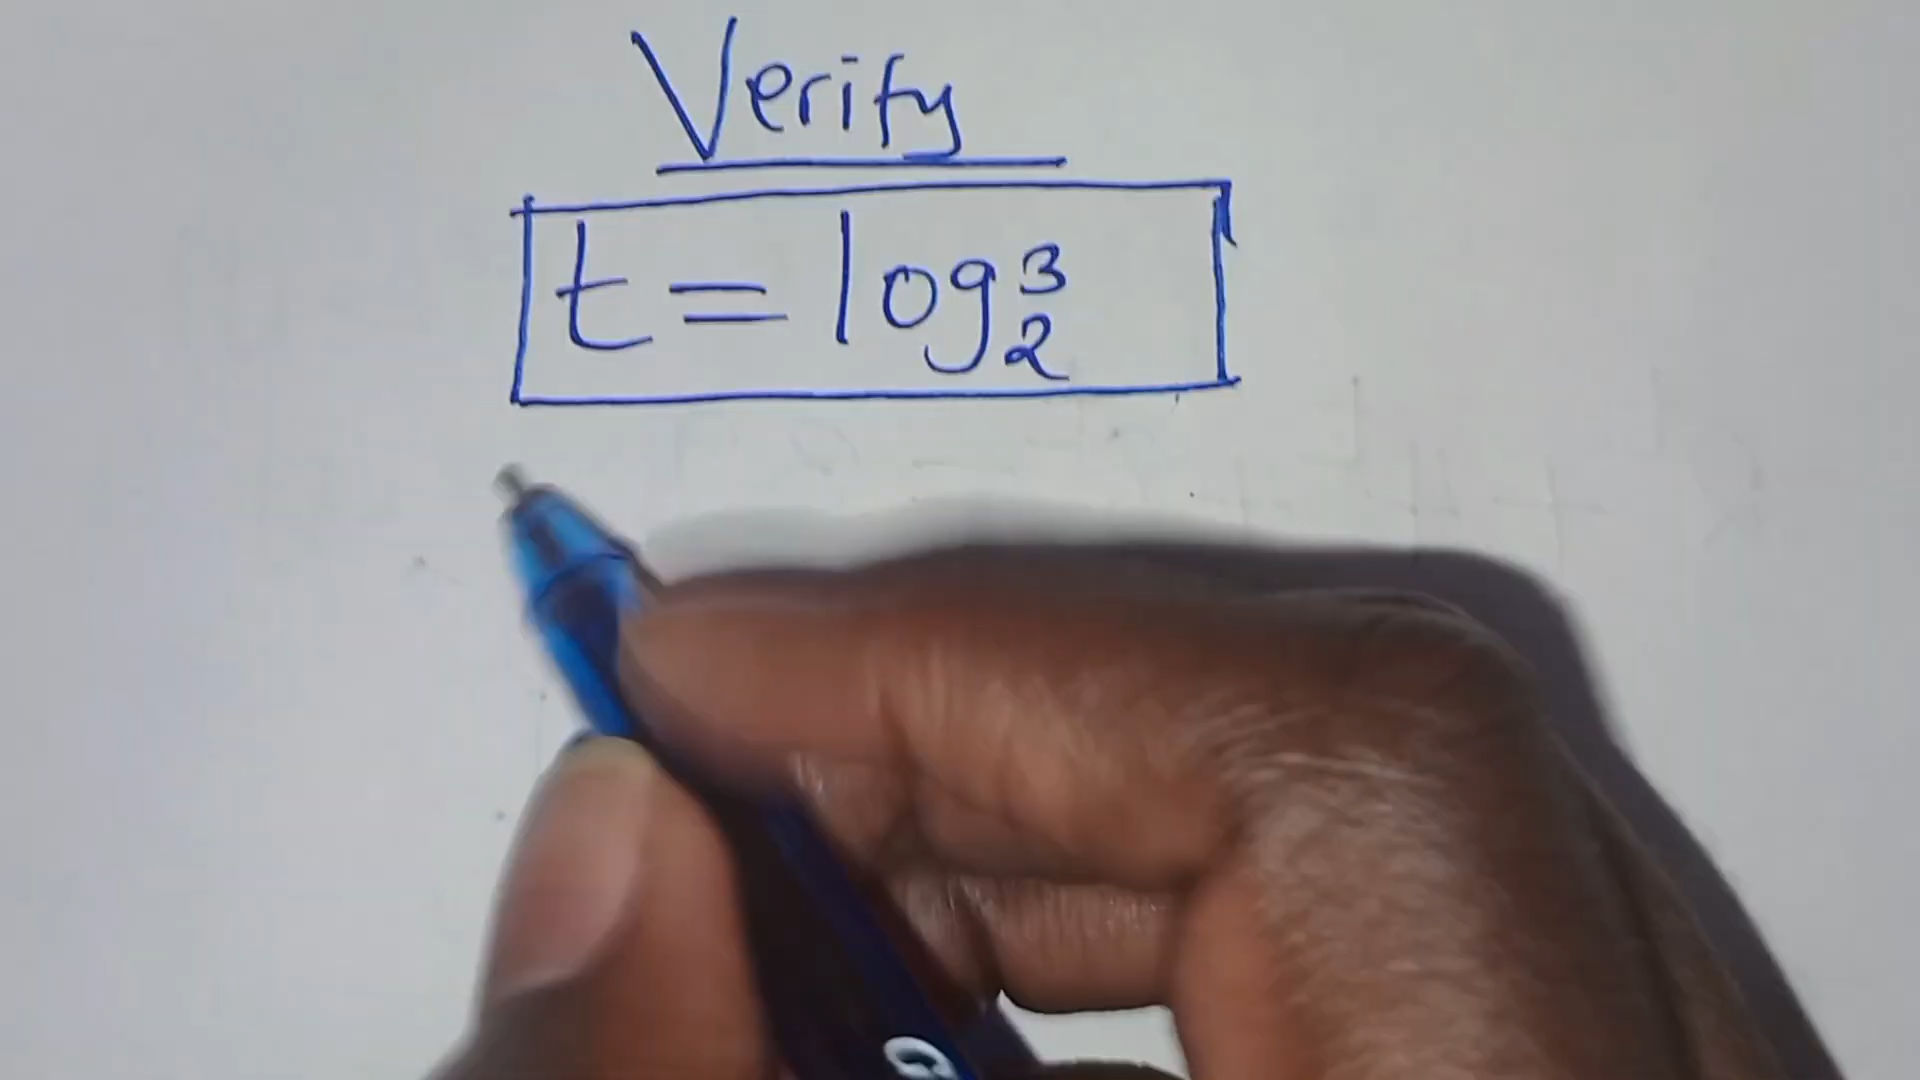 Verify
t = log₂³